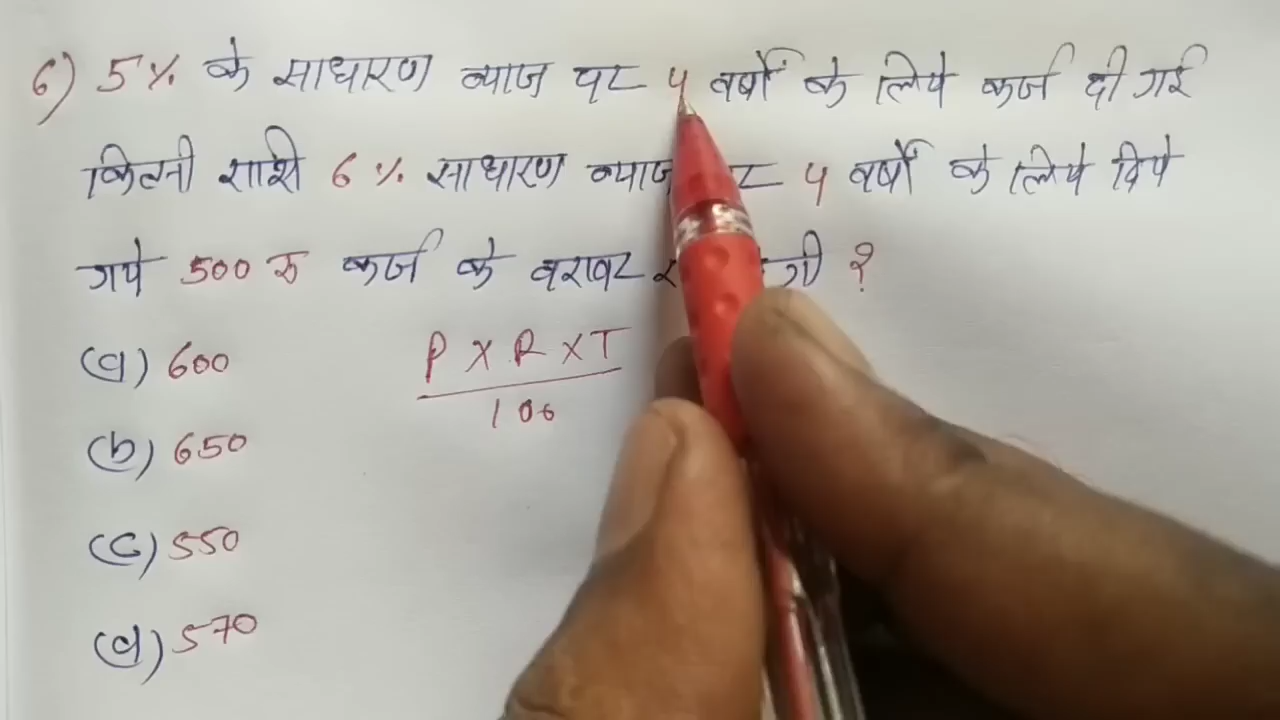 6) 5% के साधारण ब्याज पर 4 वर्षों के लिये कर्ज दी गई
कितनी राशि 6% साधारण ब्याज 4 वर्षों के लिये दिये
गये 500 रु कर्ज के बराबर गी ?
(a) 600
P X R X T
100
(b) 650
(c) 550
(d) 570